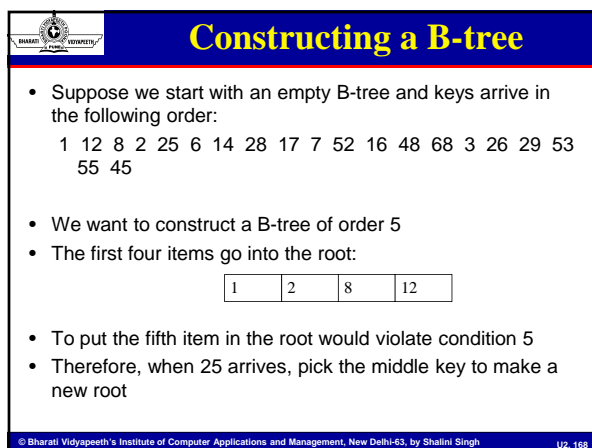 BHARATI VIDYAPEETH
PUNE
Constructing a B-tree
• Suppose we start with an empty B-tree and keys arrive in
the following order:
1 12 8 2 25 6 14 28 17 7 52 16 48 68 3 26 29 53
55 45
• We want to construct a B-tree of order 5
• The first four items go into the root:
1 2 8 12
• To put the fifth item in the root would violate condition 5
• Therefore, when 25 arrives, pick the middle key to make a
new root
© Bharati Vidyapeeth's Institute of Computer Applications and Management, New Delhi-63, by Shalini Singh U2. 168